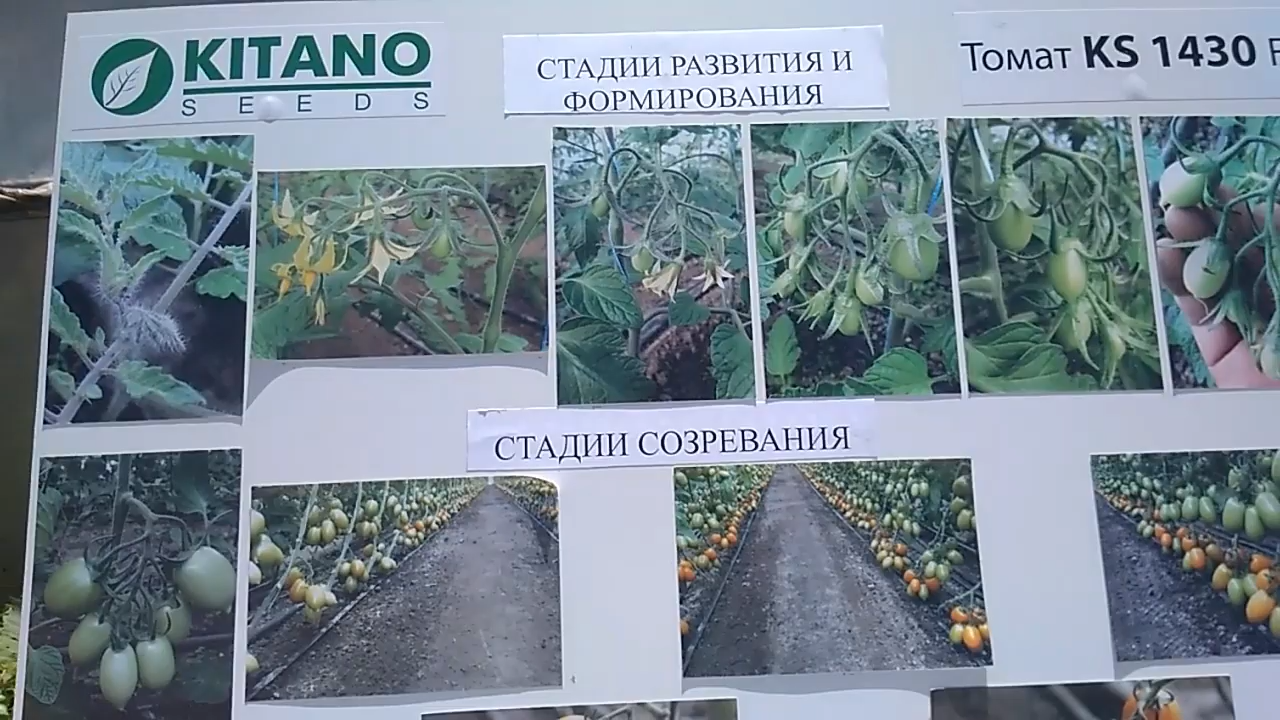 KITANO
SEEDS
СТАДИИ РАЗВИТИЯ И
ФОРМИРОВАНИЯ
Томат KS 1430 F
СТАДИИ СОЗРЕВАНИЯ